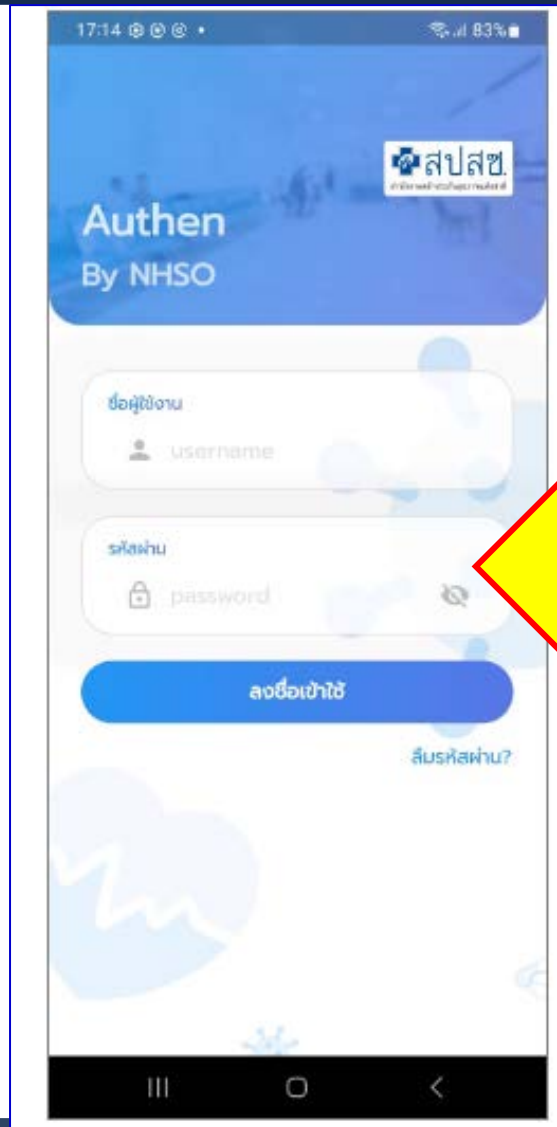 17:14
83%
สปสช.
Authen
By NHSO
ชื่อผู้ใช้งาน
username
รหัสผ่าน
password
ลงชื่อเข้าใช้
ลืมรหัสผ่าน?